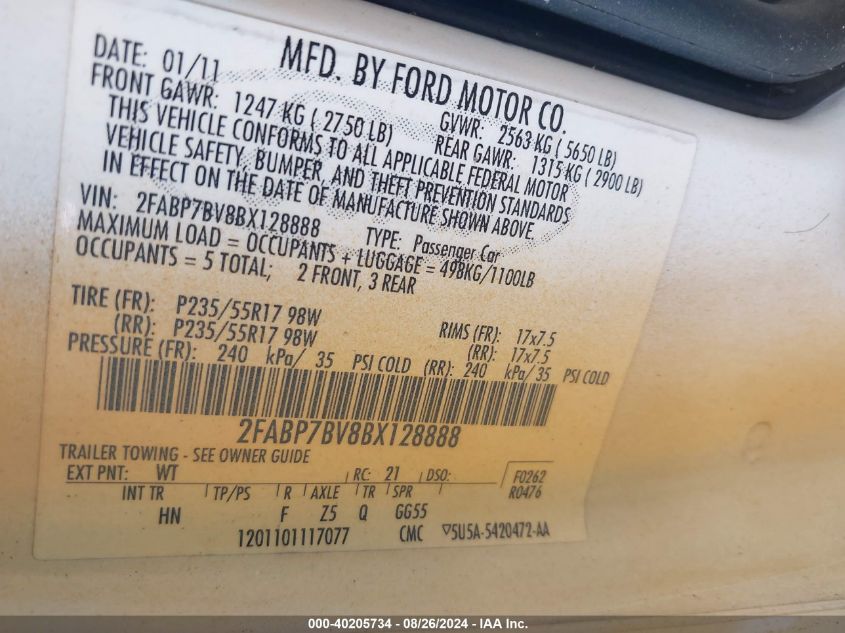 MFD. BY FORD MOTOR CO.
DATE: 01/11 GVWR: 2563 KG ( 5650 LB)
FRONT GAWR: 1247 KG ( 2750 LB) REAR GAWR: 1315 KG ( 2900 LB)
THIS VEHICLE CONFORMS TO ALL APPLICABLE FEDERAL MOTOR
VEHICLE SAFETY, BUMPER, AND THEFT PREVENTION STANDARDS
IN EFFECT ON THE DATE OF MANUFACTURE SHOWN ABOVE.
VIN: 2FABP7BV8BX128888 TYPE: Passenger Car
MAXIMUM LOAD = OCCUPANTS + LUGGAGE = 498KG/1100LB
OCCUPANTS = 5 TOTAL; 2 FRONT, 3 REAR
TIRE (FR): P235/55R17 98W RIMS (FR): 17x7.5
(RR): P235/55R17 98W (RR): 17x7.5
PRESSURE (FR): 240 kPa/ 35 PSI COLD (RR): 240 kPa/ 35 PSI COLD
2FABP7BV8BX128888
TRAILER TOWING - SEE OWNER GUIDE
EXT PNT: WT RC: 21 DSO: F0262
INT TR TP/PS R AXLE TR SPR R0476
HN F Z5 Q GG55
1201101117077 CMC ▽5U5A-5420472-AA
000-40205734 - 08/26/2024 - IAA Inc.